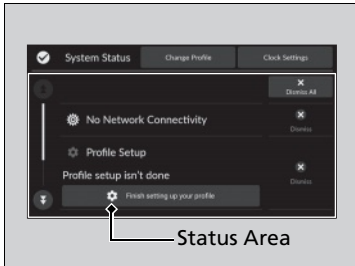 System Status
Change Profile
Clock Settings
Dismiss All
No Network Connectivity
Dismiss
Profile Setup
Profile setup isn't done
Dismiss
Finish setting up your profile
Status Area